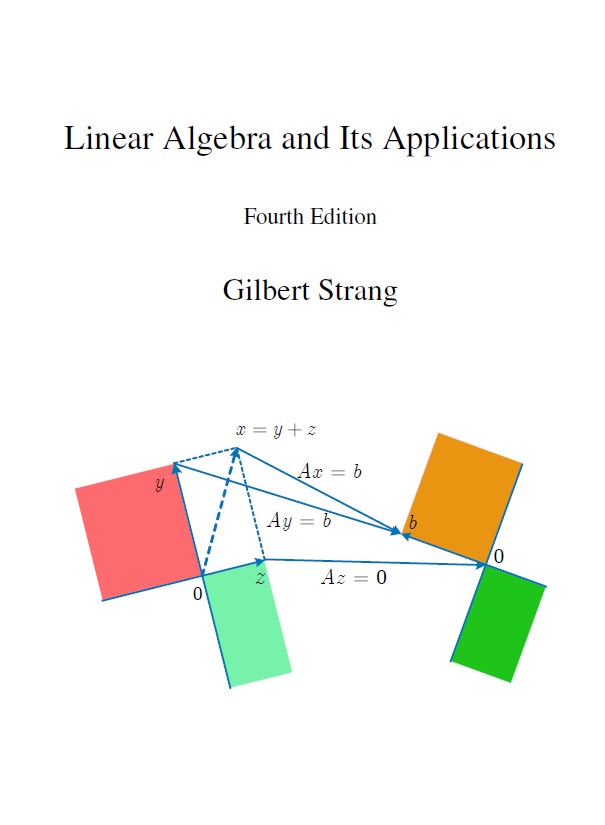 Linear Algebra and Its Applications
Fourth Edition
Gilbert Strang
x = y + z
y
Ax = b
b
Ay = b
0
z
Az = 0
0